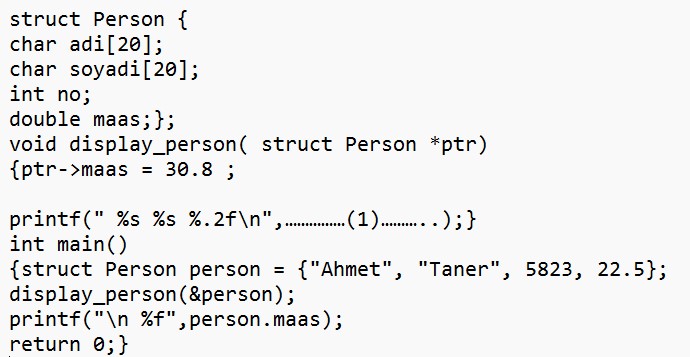 struct Person {
char adi[20];
char soyadi[20];
int no;
double maas;};
void display_person( struct Person *ptr)
{ptr->maas = 30.8 ;
printf(" %s %s %.2f\n",……………(1)………..);}
int main()
{struct Person person = {"Ahmet", "Taner", 5823, 22.5};
display_person(&person);
printf("\n %f",person.maas);
return 0;}